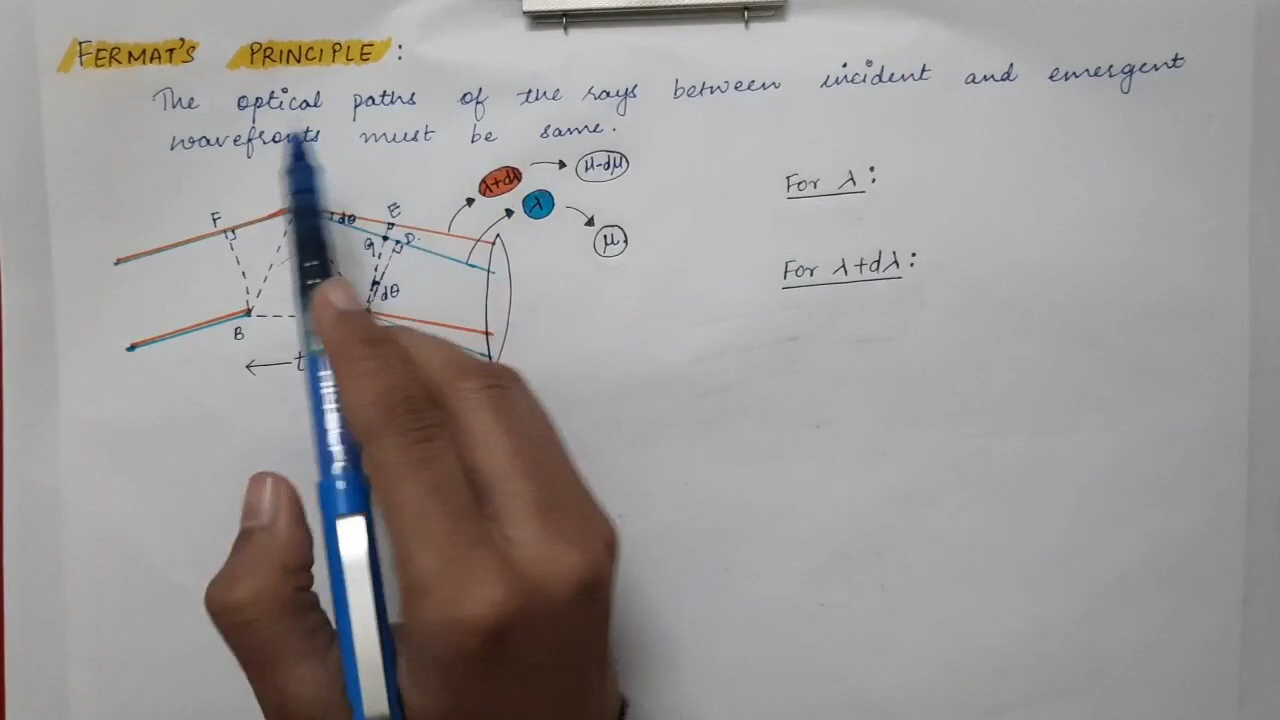 FERMAT'S PRINCIPLE :
The optical paths of the rays between incident and emergent
wavefronts must be same.
λ+dλ
μ-dμ
For λ :
λ
F
E
dθ
G
D
μ
For λ+dλ :
dθ
B
t